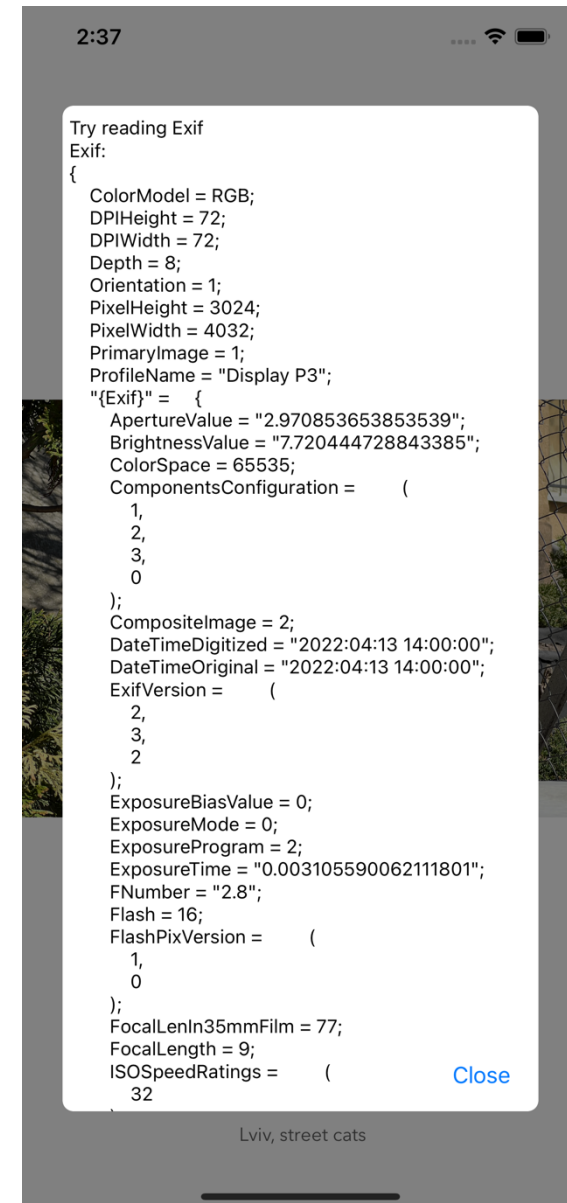 2:37
Try reading Exif
Exif:
{
ColorModel = RGB;
DPIHeight = 72;
DPIWidth = 72;
Depth = 8;
Orientation = 1;
PixelHeight = 3024;
PixelWidth = 4032;
PrimaryImage = 1;
ProfileName = "Display P3";
"{Exif}" = {
ApertureValue = "2.970853653853539";
BrightnessValue = "7.720444728843385";
ColorSpace = 65535;
ComponentsConfiguration = (
1,
2,
3,
0
);
CompositeImage = 2;
DateTimeDigitized = "2022:04:13 14:00:00";
DateTimeOriginal = "2022:04:13 14:00:00";
ExifVersion = (
2,
3,
2
);
ExposureBiasValue = 0;
ExposureMode = 0;
ExposureProgram = 2;
ExposureTime = "0.003105590062111801";
FNumber = "2.8";
Flash = 16;
FlashPixVersion = (
1,
0
);
FocalLenIn35mmFilm = 77;
FocalLength = 9;
ISOSpeedRatings = (
32
Close
Lviv, street cats